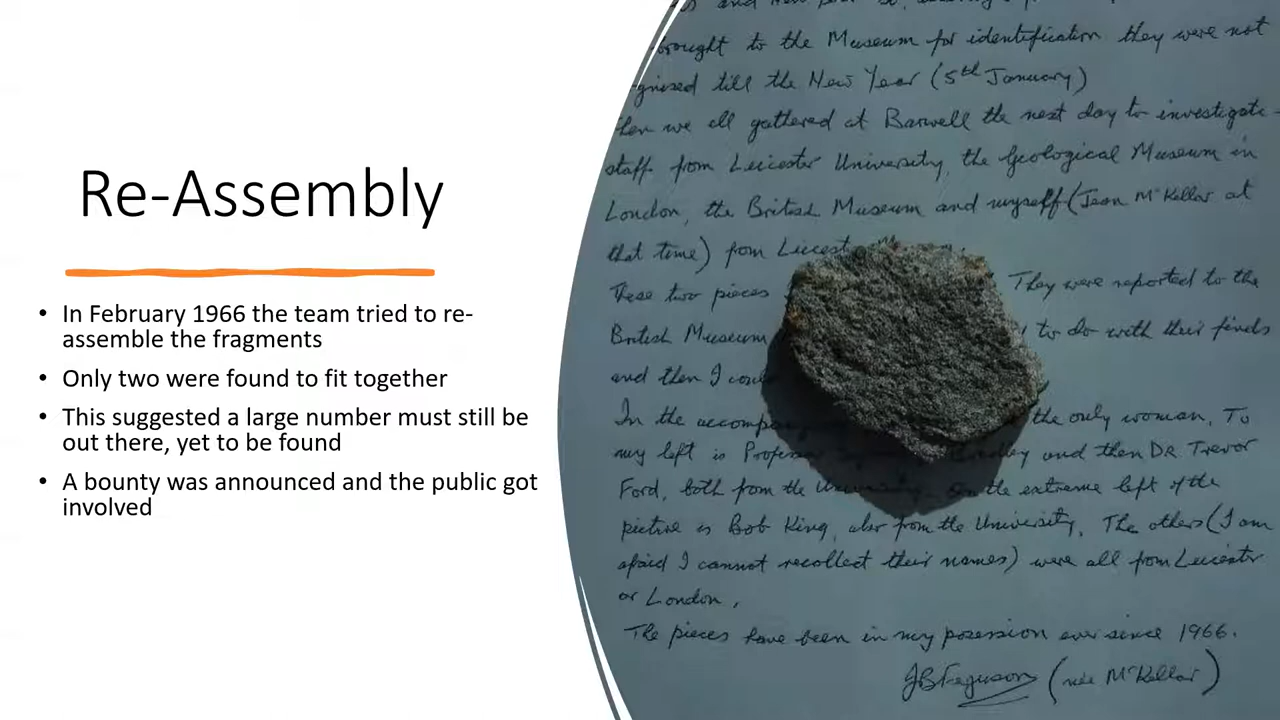 Re-Assembly
• In February 1966 the team tried to re-
assemble the fragments
• Only two were found to fit together
• This suggested a large number must still be
out there, yet to be found
• A bounty was announced and the public got
involved
and New
brought to the Museum for identification they were not
till the New Year (5th January)
we all gathered at Barwell the next day to investigate -
staff from Leicester University, the Geological Museum in
London, the British Museum and myself (Jean McKellar at
that time) from
These two pieces They were reported to the
British Museum to do with their finds
and then I
In the the only woman. To
my left is and then DR Trevor
Ford, both from the the extreme left of the
picture is Bob King, also from the University. The others (I am
afraid I cannot recollect their names) were all from Leicester
or London.
The pieces have been in my posession ever since 1966.
JBFerguson (née McKellar)